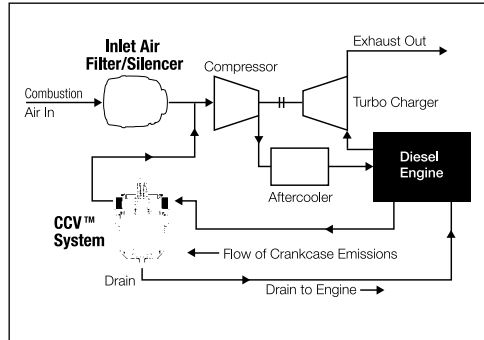 Exhaust Out
Inlet Air
Filter/Silencer
Compressor
Combustion
Air In
Turbo Charger
Diesel
Engine
Aftercooler
CCV™
System
Flow of Crankcase Emissions
Drain
Drain to Engine